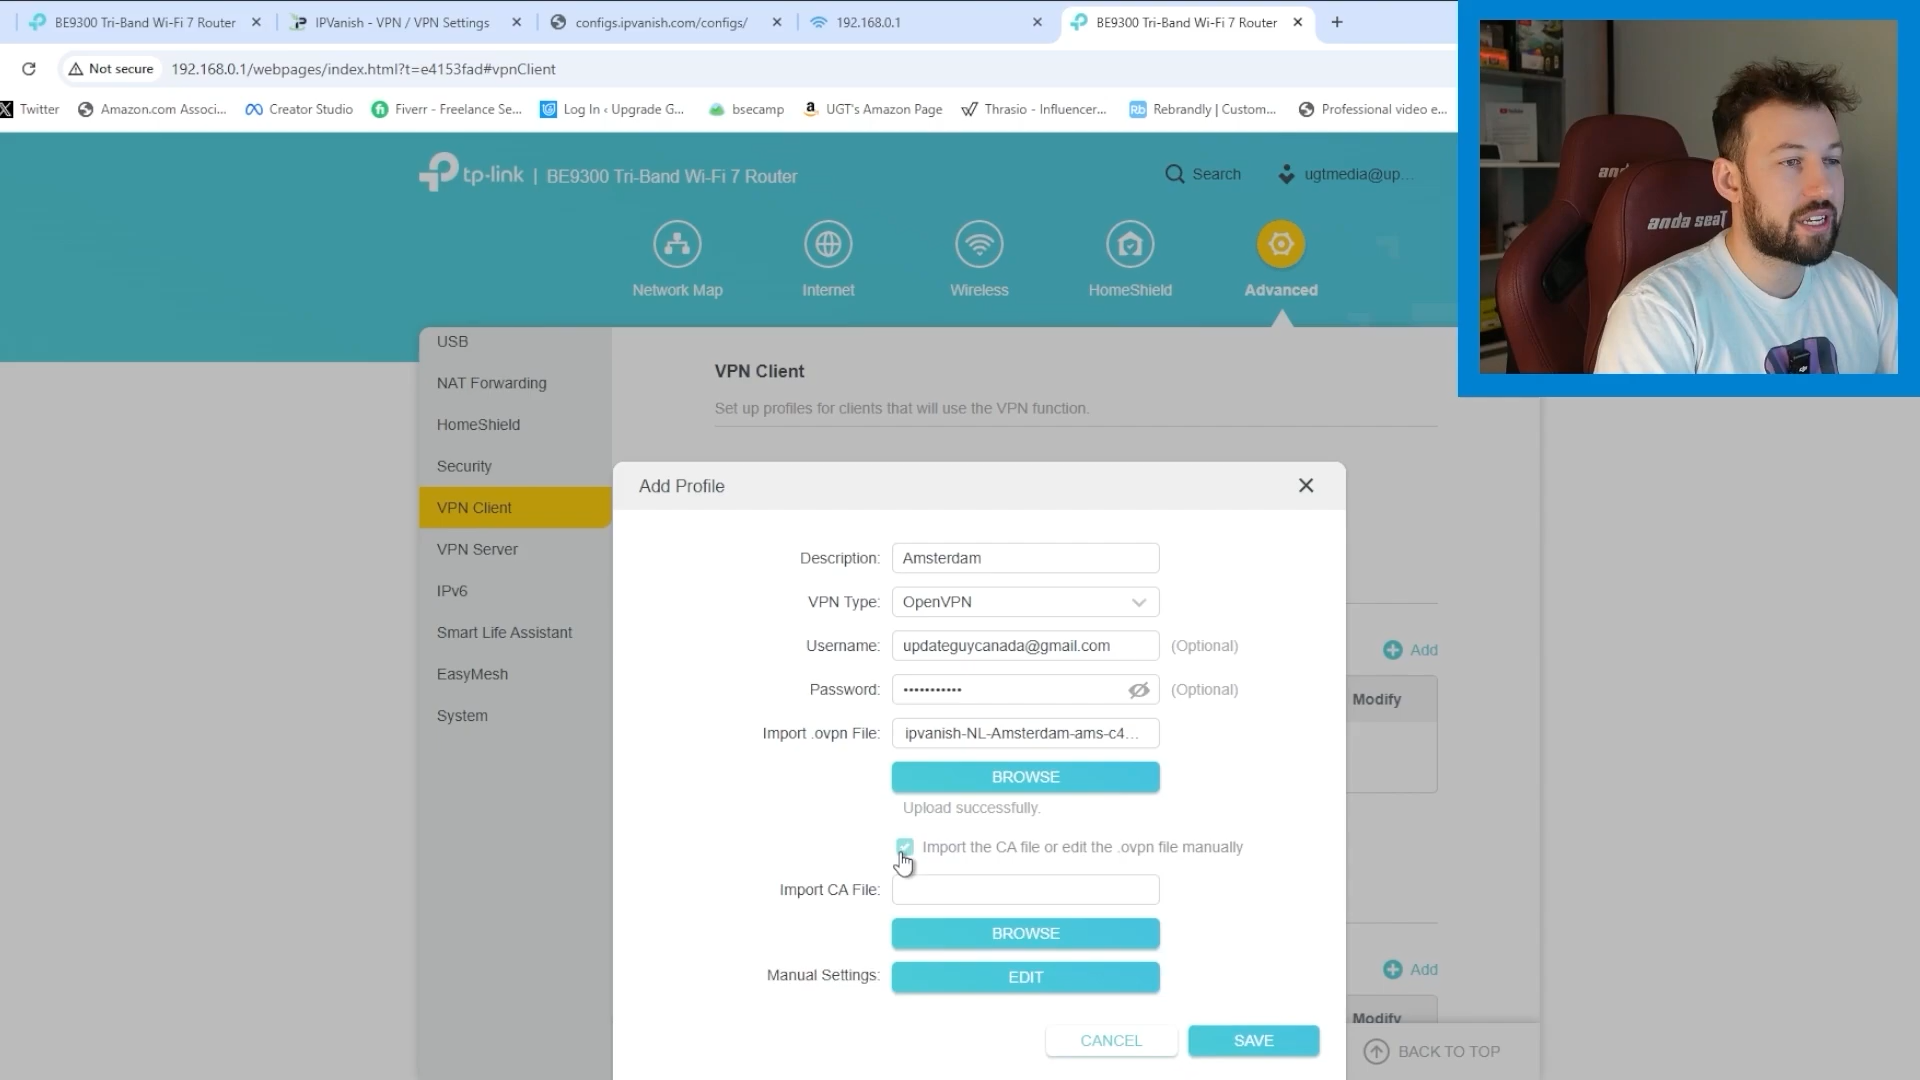 BE9300 Tri-Band Wi-Fi 7 Router
IPVanish - VPN / VPN Settings
configs.ipvanish.com/configs/
192.168.0.1
BE9300 Tri-Band Wi-Fi 7 Router
Not secure
192.168.0.1/webpages/index.html?t=e4153fad#vpnClient
Twitter
Amazon.com Associ...
Creator Studio
Fiverr - Freelance Se...
Log In ‹ Upgrade G...
bsecamp
UGT's Amazon Page
Thrasio - Influencer...
Rb
Rebrandly | Custom...
Professional video e...
tp-link | BE9300 Tri-Band Wi-Fi 7 Router
Search
ugtmedia@up...
Network Map
Internet
Wireless
HomeShield
Advanced
USB
NAT Forwarding
HomeShield
Security
VPN Client
VPN Server
IPv6
Smart Life Assistant
EasyMesh
System
VPN Client
Set up profiles for clients that will use the VPN function.
Add Profile
Description: Amsterdam
VPN Type: OpenVPN
Username: updateguycanada@gmail.com (Optional)
Password: ••••••••••• (Optional)
Import .ovpn File: ipvanish-NL-Amsterdam-ams-c4...
BROWSE
Upload successfully.
Import the CA file or edit the .ovpn file manually
Import CA File:
BROWSE
Manual Settings: EDIT
CANCEL
SAVE
Add
Modify
Add
Modify
BACK TO TOP
anda seaT